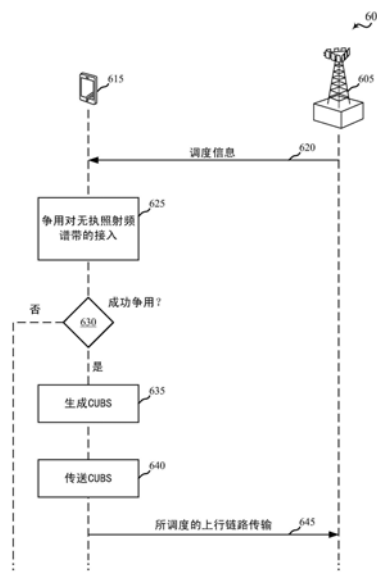 60
615
605
调度信息
620
争用对无执照射频
谱带的接入
625
成功争用？
否
630
是
生成CUBS
635
传送CUBS
640
所调度的上行链路传输
645